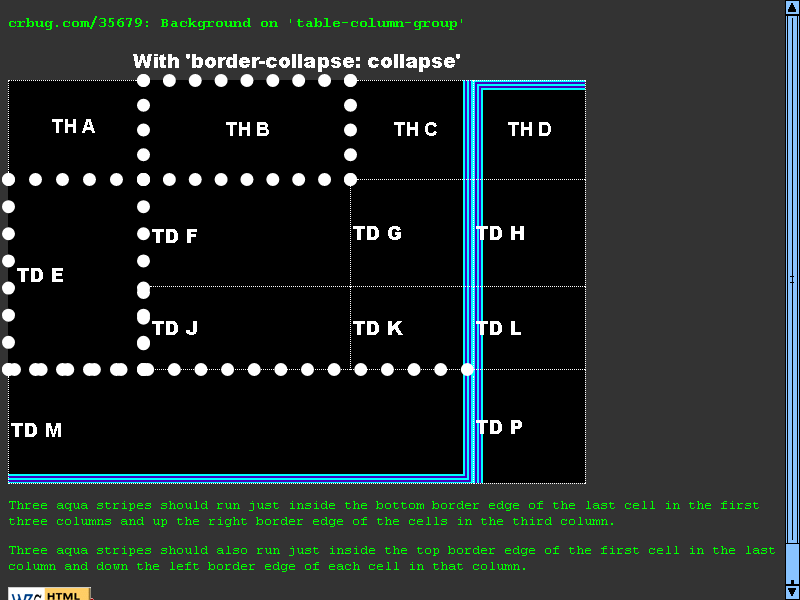 crbug.com/35679: Background on 'table-column-group'
With 'border-collapse: collapse'
TH A TH B TH C TH D
TD F TD G TD H
TD E
TD J TD K TD L
TD M TD P
Three aqua stripes should run just inside the bottom border edge of the last cell in the first
three columns and up the right border edge of the cells in the third column.
Three aqua stripes should also run just inside the top border edge of the first cell in the last
column and down the left border edge of each cell in that column.
W3C HTML